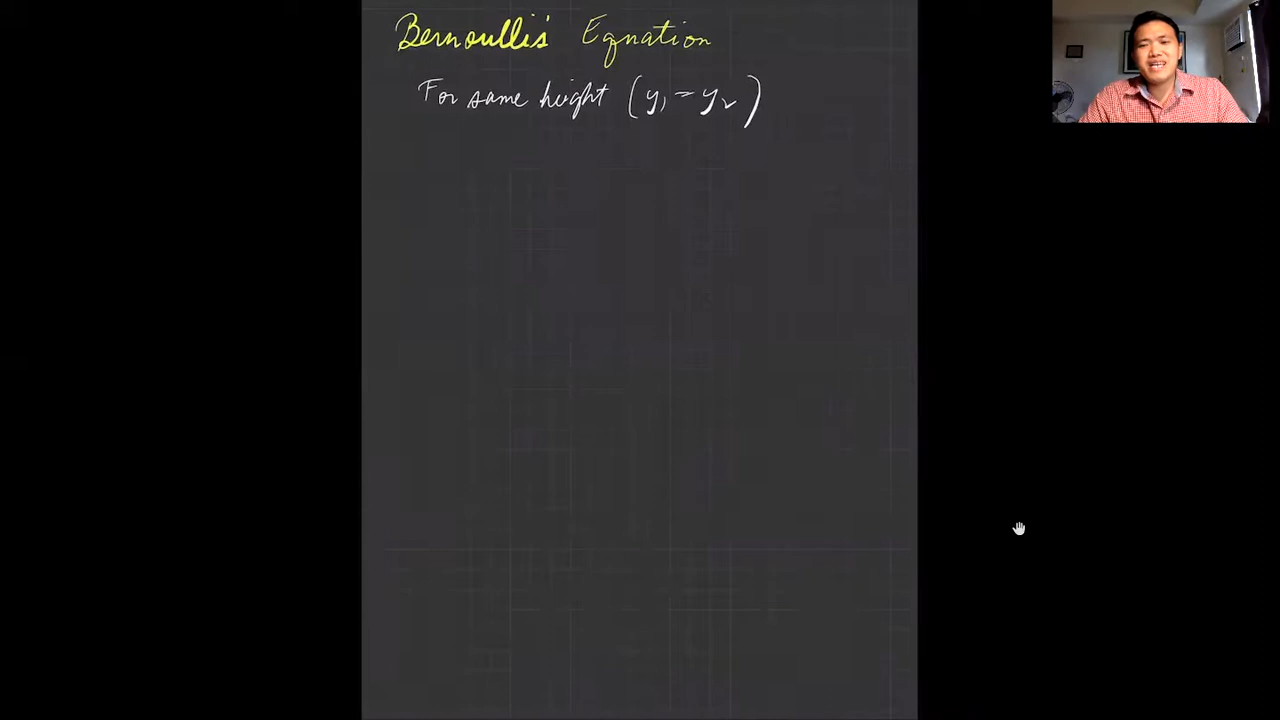 Bernoulli's Equation
For same height (y₁ = y₂)